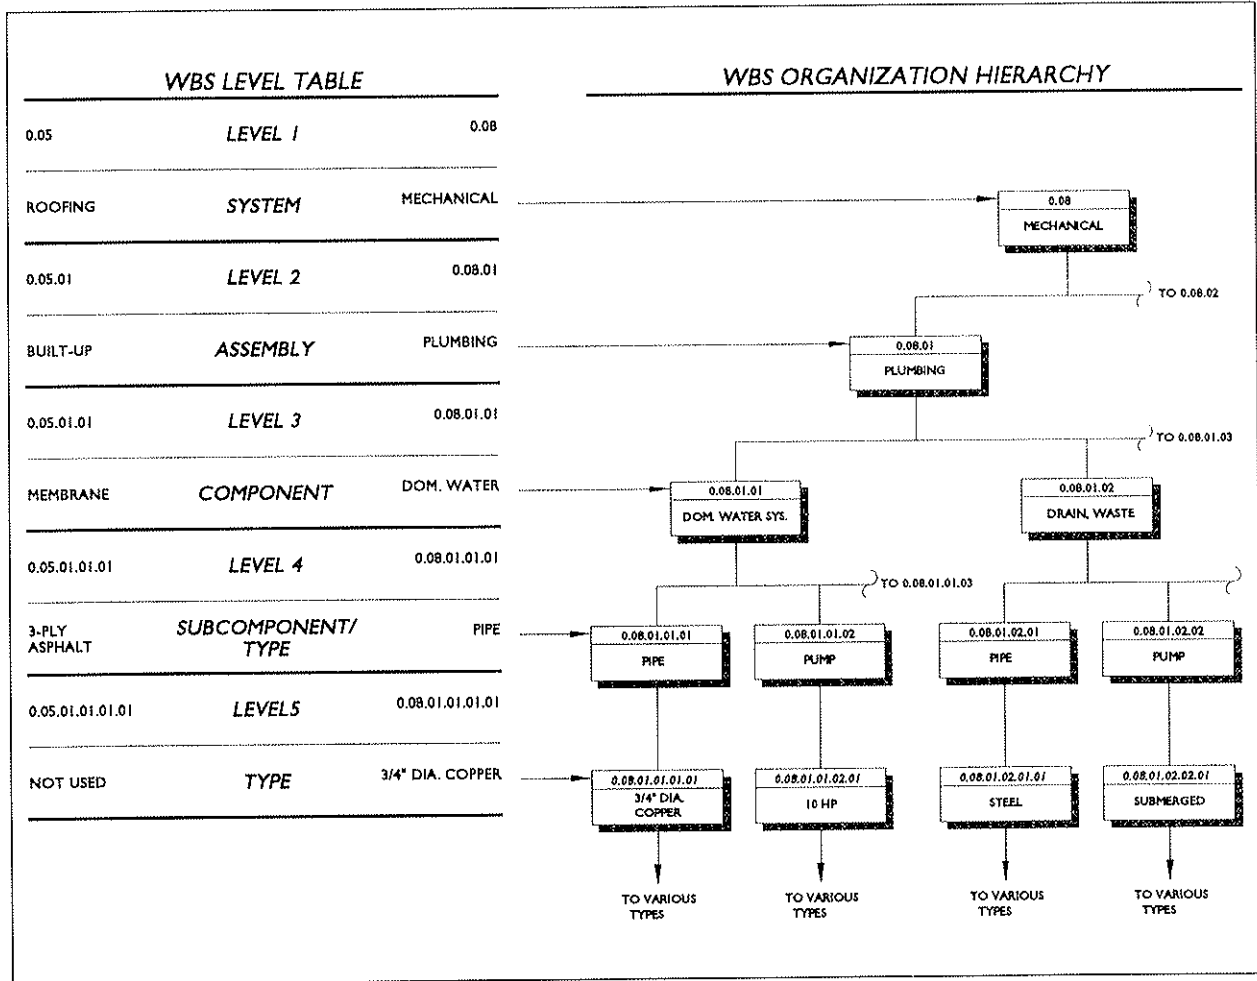 WBS LEVEL TABLE
0.05 LEVEL 1 0.08
ROOFING SYSTEM MECHANICAL
0.05.01 LEVEL 2 0.08.01
BUILT-UP ASSEMBLY PLUMBING
0.05.01.01 LEVEL 3 0.08.01.01
MEMBRANE COMPONENT DOM. WATER
0.05.01.01.01 LEVEL 4 0.08.01.01.01
3-PLY
ASPHALT
SUBCOMPONENT/
TYPE
PIPE
0.05.01.01.01.01 LEVEL5 0.08.01.01.01.01
NOT USED TYPE 3/4" DIA. COPPER
WBS ORGANIZATION HIERARCHY
0.08
MECHANICAL
TO 0.08.02
0.08.01
PLUMBING
TO 0.08.01.03
0.08.01.01
DOM. WATER SYS.
0.08.01.02
DRAIN, WASTE
TO 0.08.01.01.03
0.08.01.01.01
PIPE
0.08.01.01.02
PUMP
0.08.01.02.01
PIPE
0.08.01.02.02
PUMP
0.08.01.01.01.01
3/4" DIA.
COPPER
0.08.01.01.02.01
10 HP
0.08.01.02.01.01
STEEL
0.08.01.02.02.01
SUBMERGED
TO VARIOUS
TYPES
TO VARIOUS
TYPES
TO VARIOUS
TYPES
TO VARIOUS
TYPES